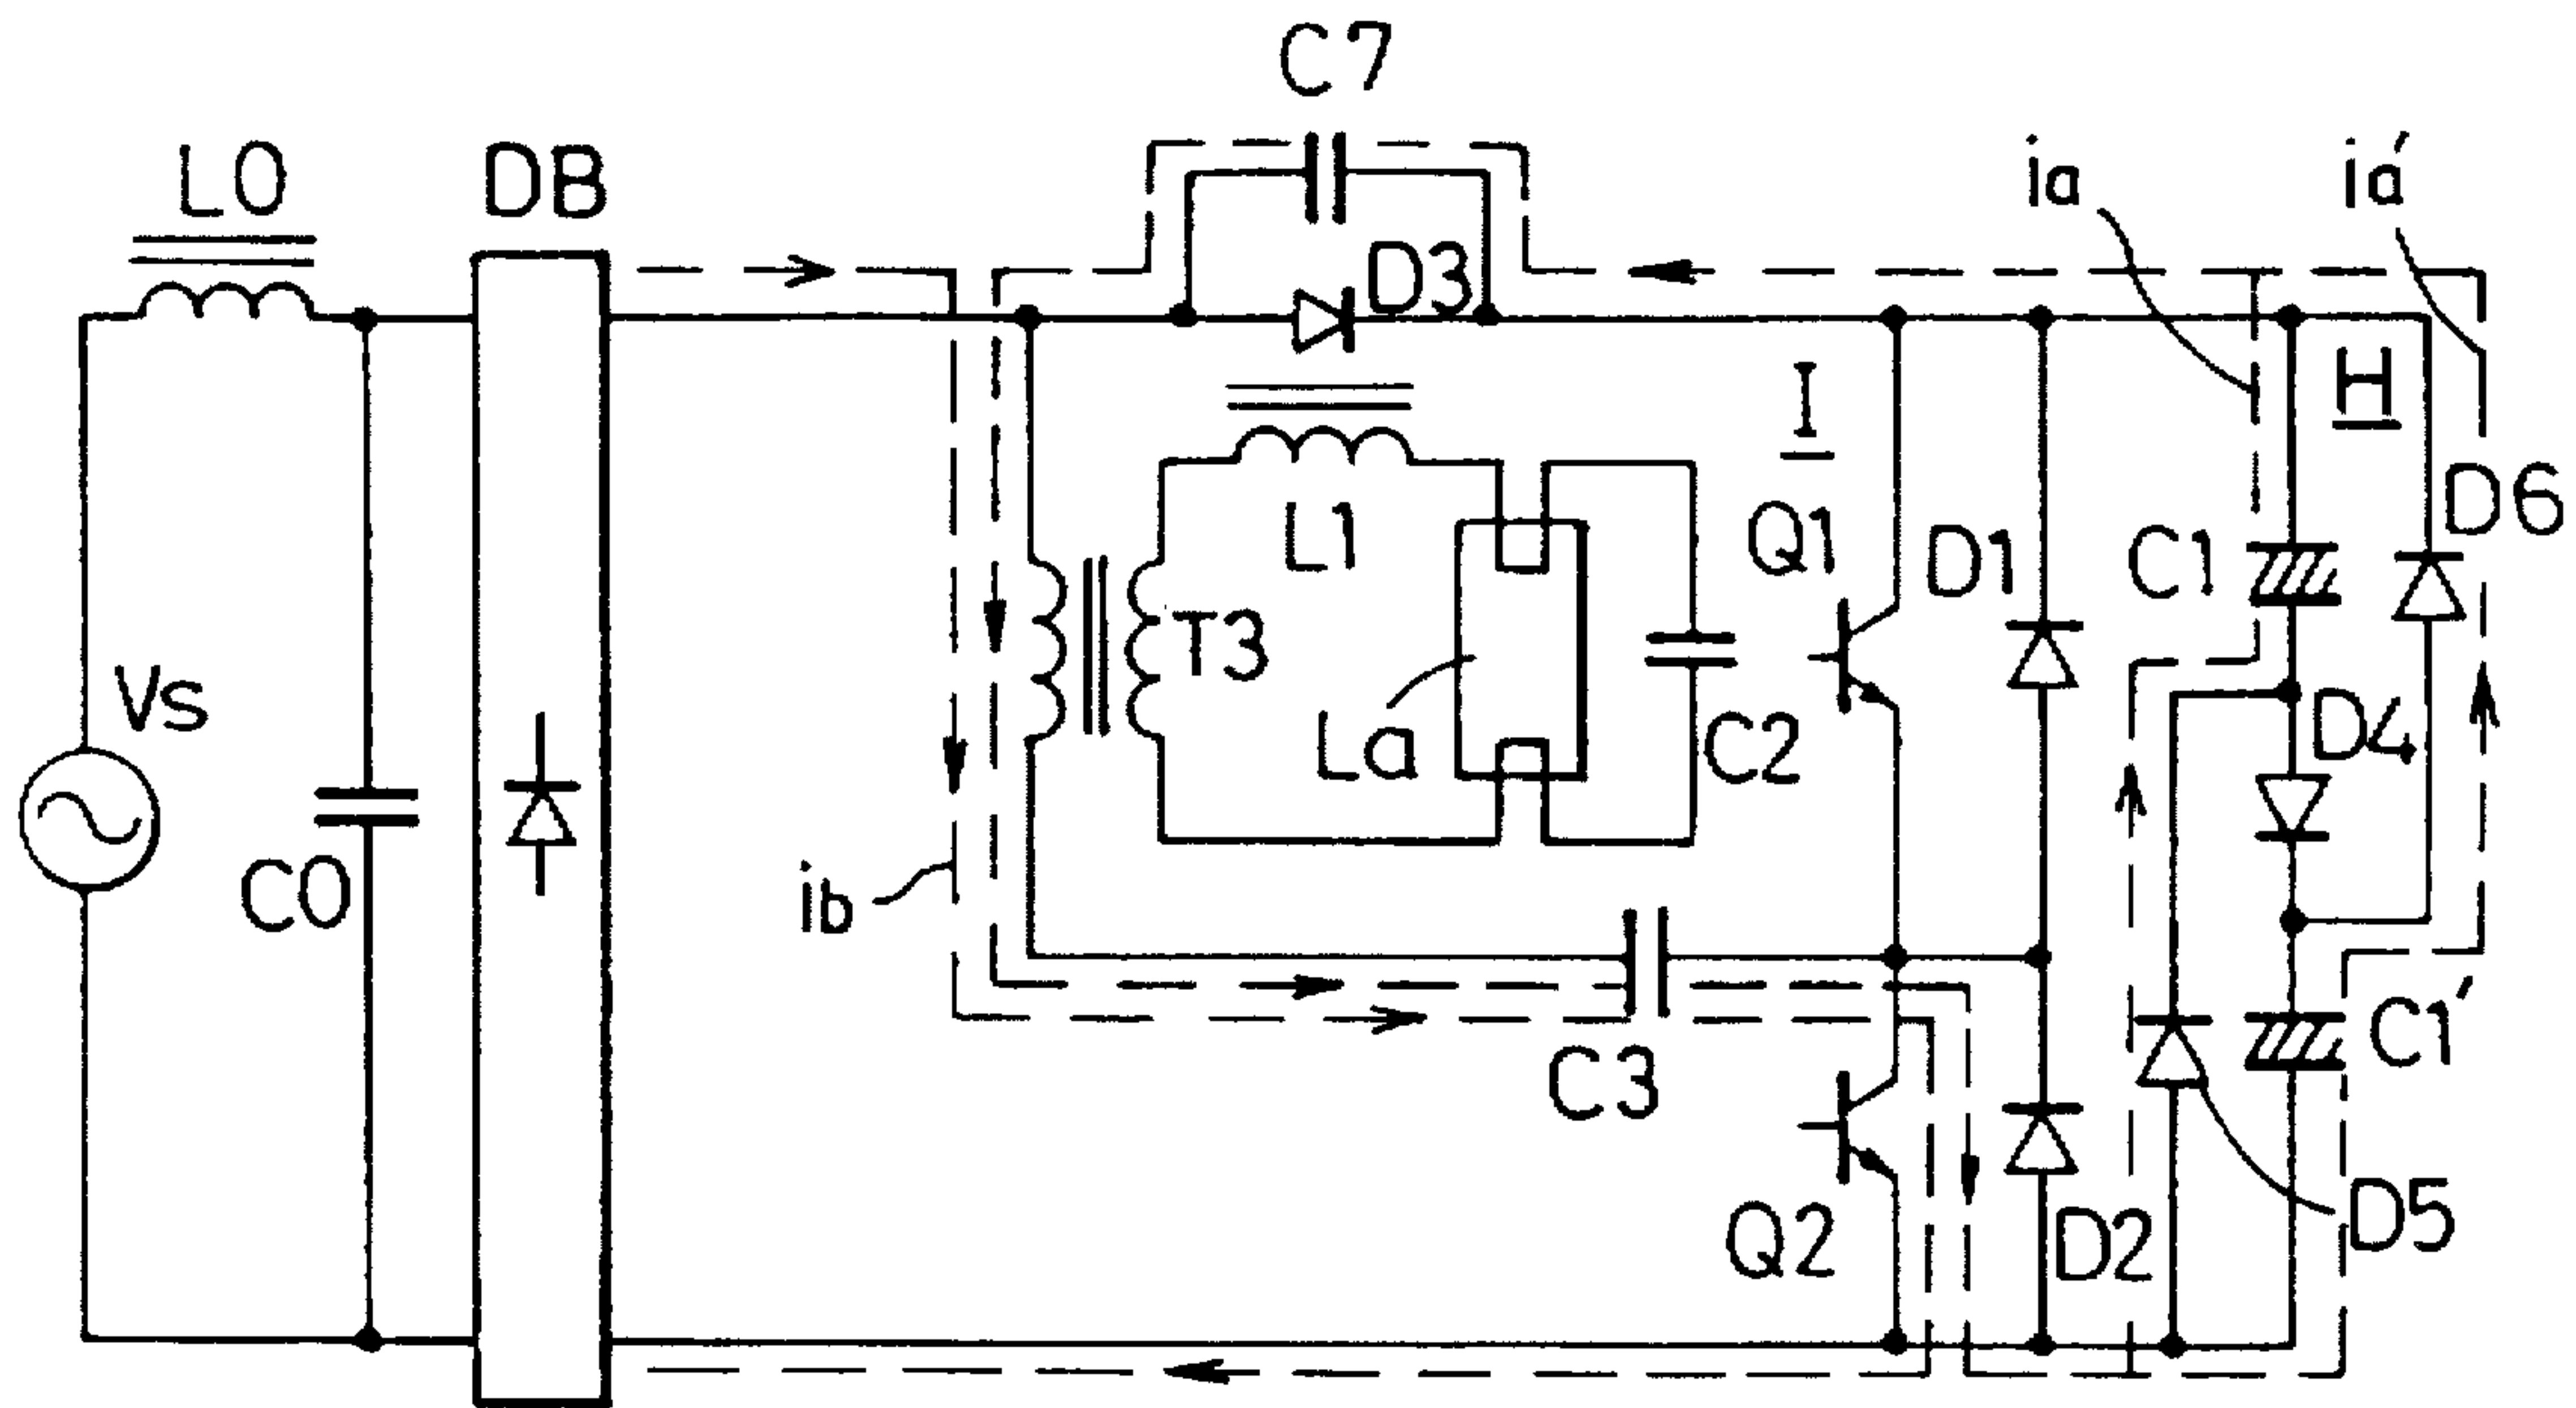 C7
L0
DB
ia
ia′
D3
I
H
D6
L1
Q1
D1
C1
T3
Vs
La
C2
D4
C0
ib
C1′
C3
Q2
D2
D5